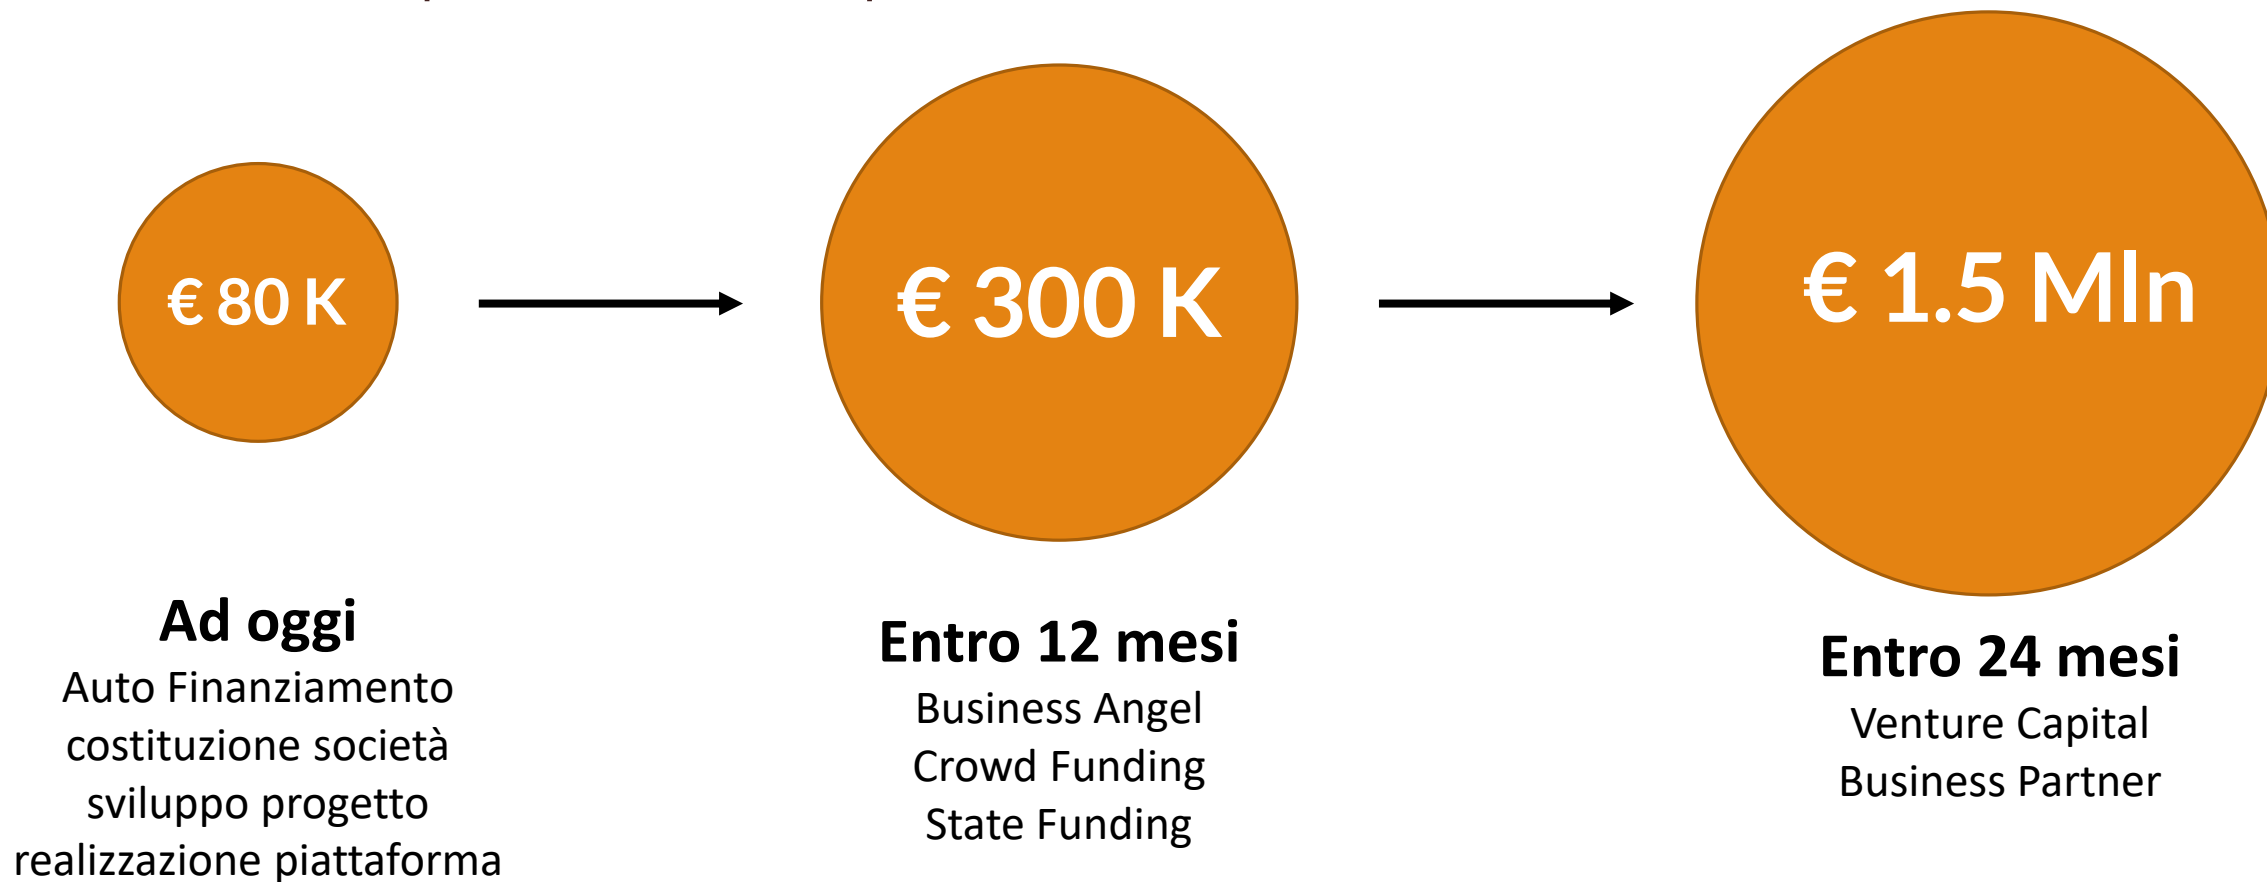 € 80 K
Ad oggi
Auto Finanziamento
costituzione società
sviluppo progetto
realizzazione piattaforma
€ 300 K
Entro 12 mesi
Business Angel
Crowd Funding
State Funding
€ 1.5 Mln
Entro 24 mesi
Venture Capital
Business Partner